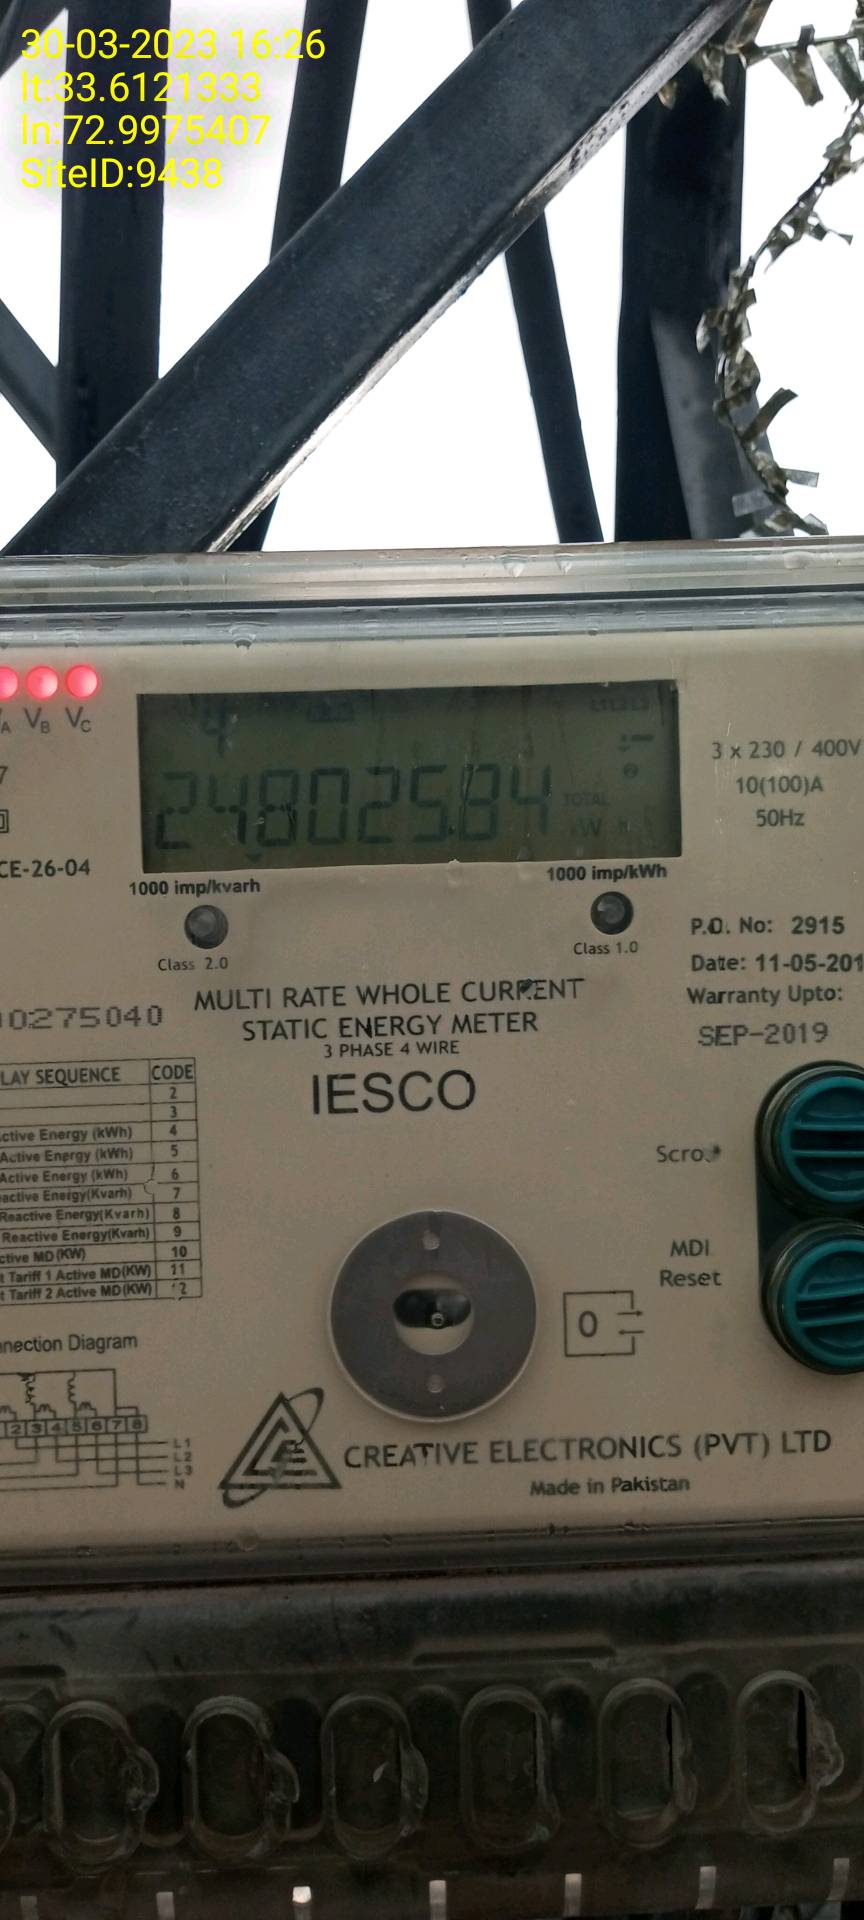 30-03-2023 16:26
lt:33.6121333
ln:72.9975407
SiteID:9438
VB VC
4
L1L2L3
24802584
TOTAL
3 x 230 / 400V
10(100)A
50Hz
CE-26-04
1000 imp/kvarh
1000 imp/kWh
Class 2.0
Class 1.0
P.O. No: 2915
Date: 11-05-201
Warranty Upto:
SEP-2019
0275040
MULTI RATE WHOLE CURRENT
STATIC ENERGY METER
3 PHASE 4 WIRE
IESCO
LAY SEQUENCE CODE
2
3
ctive Energy (kWh) 4
Active Energy (kWh) 5
Active Energy (kWh) 6
eactive Energy(Kvarh) 7
Reactive Energy(Kvarh) 8
Reactive Energy(Kvarh) 9
ctive MD(KW) 10
t Tariff 1 Active MD(KW) 11
t Tariff 2 Active MD(KW) 12
Scroll
MDI
Reset
0
nnection Diagram
2 3 4 5 6 7 8
L1
L2
L3
N
CREATIVE ELECTRONICS (PVT) LTD
Made in Pakistan